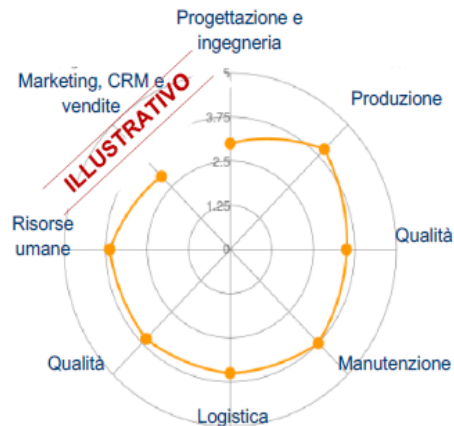 Progettazione e
ingegneria
Marketing, CRM e
vendite
ILLUSTRATIVO
Produzione
5
3.75
2.5
1.25
0
Risorse
umane
Qualità
Qualità
Manutenzione
Logistica